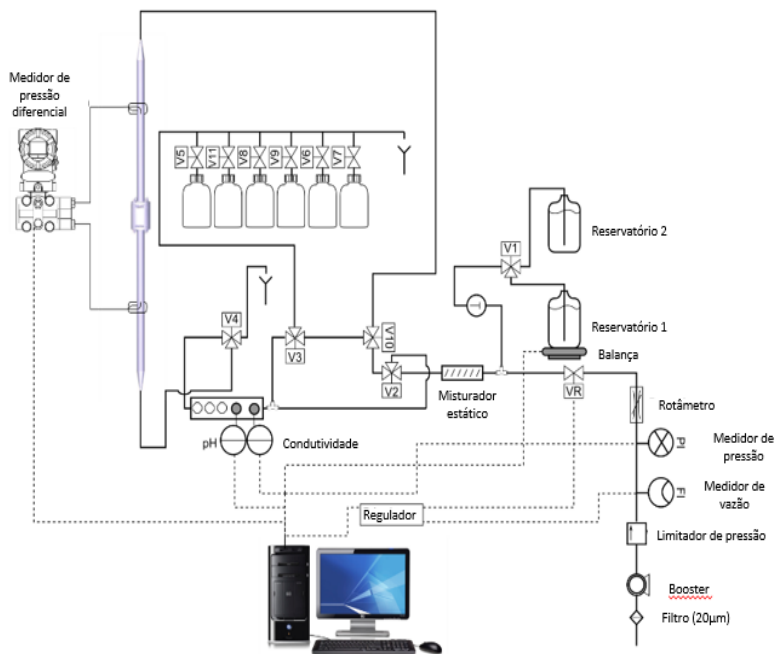 Medidor de
pressão
diferencial
V5
V11
V8
V9
V6
V7
V1
Reservatório 2
Reservatório 1
Balança
V4
V3
V10
V2
T
Misturador
estático
VR
Rotâmetro
pH
Condutividade
PI
Medidor de
pressão
FI
Medidor de
vazão
Regulador
Limitador de pressão
Booster
Filtro (20µm)